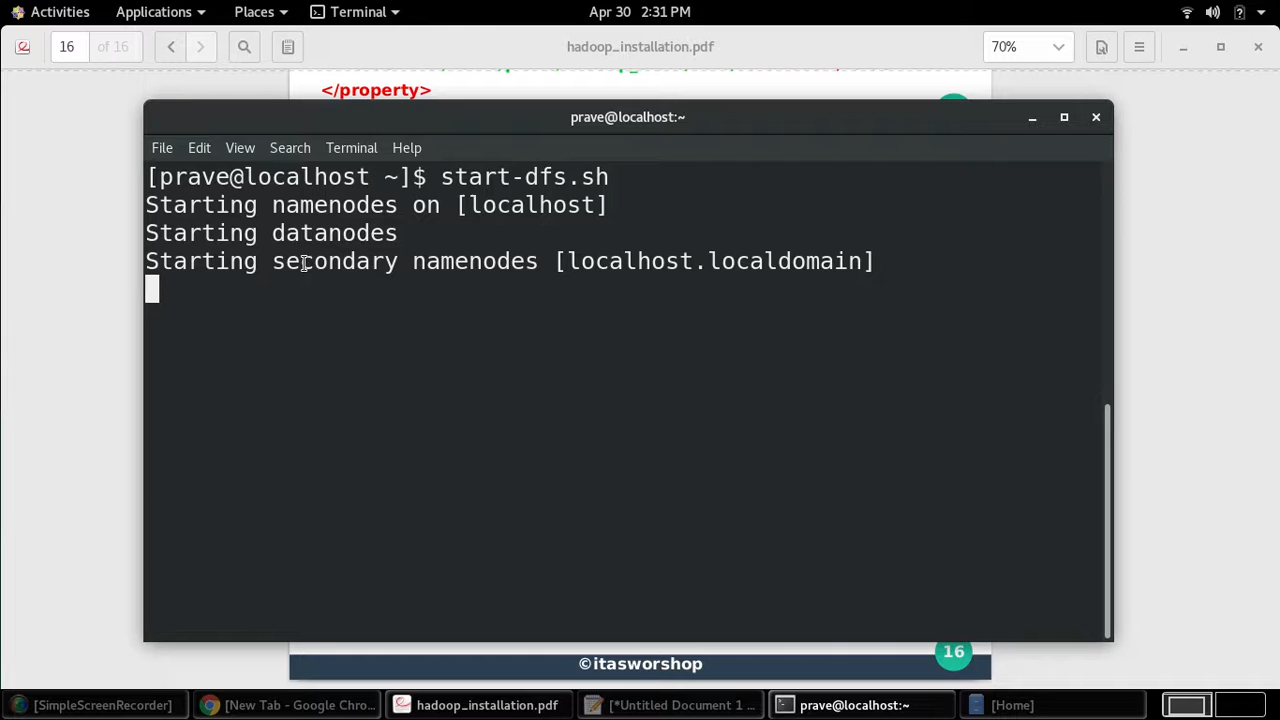 Activities
Applications
Places
Terminal
Apr 30 2:31 PM
16
of 16
hadoop_installation.pdf
70%
</property>
prave@localhost:~
File
Edit
View
Search
Terminal
Help
[prave@localhost ~]$ start-dfs.sh
Starting namenodes on [localhost]
Starting datanodes
Starting secondary namenodes [localhost.localdomain]
©itasworshop
16
[SimpleScreenRecorder]
[New Tab - Google Chro...
hadoop_installation.pdf
[*Untitled Document 1 ...
prave@localhost:~
[Home]